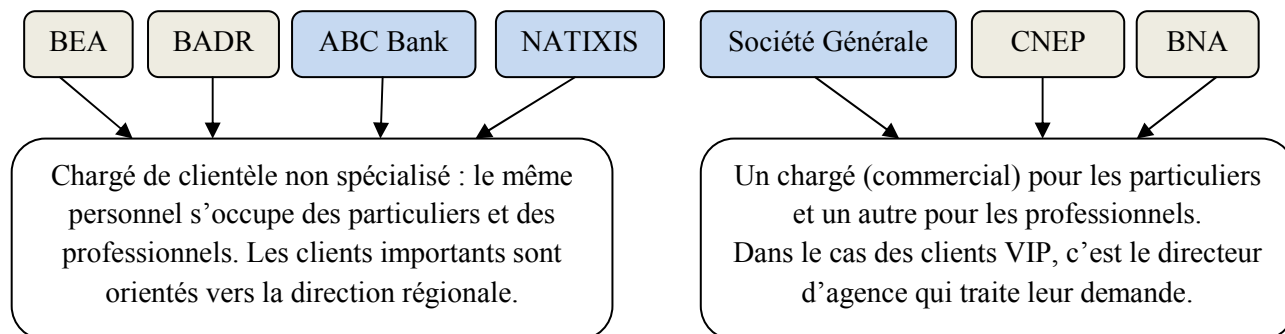 BEA
BADR
ABC Bank
NATIXIS
Société Générale
CNEP
BNA
Chargé de clientèle non spécialisé : le même
personnel s’occupe des particuliers et des
professionnels. Les clients importants sont
orientés vers la direction régionale.
Un chargé (commercial) pour les particuliers
et un autre pour les professionnels.
Dans le cas des clients VIP, c’est le directeur
d’agence qui traite leur demande.